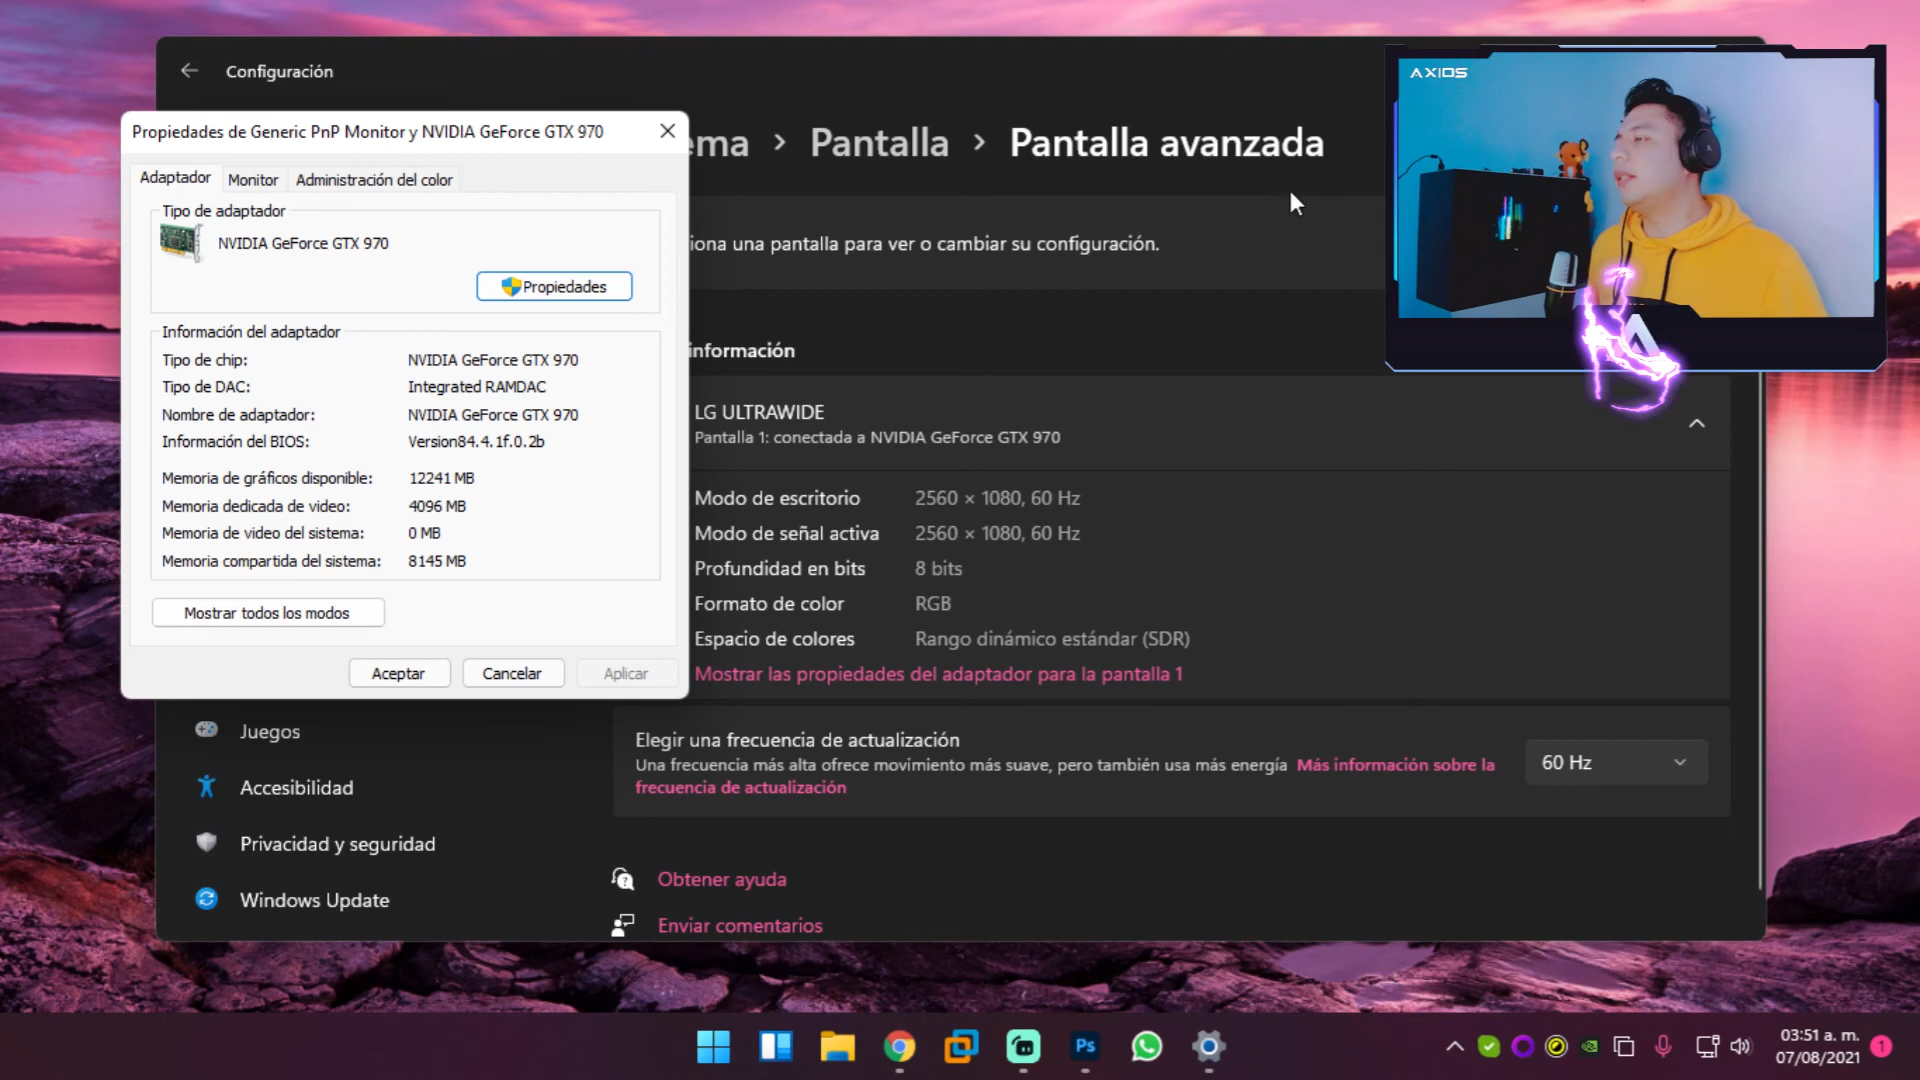 Configuración
AXIOS
Propiedades de Generic PnP Monitor y NVIDIA GeForce GTX 970
ema > Pantalla > Pantalla avanzada
Adaptador
Monitor
Administración del color
Tipo de adaptador
NVIDIA GeForce GTX 970
Propiedades
Información del adaptador
Tipo de chip: NVIDIA GeForce GTX 970
Tipo de DAC: Integrated RAMDAC
Nombre de adaptador: NVIDIA GeForce GTX 970
Información del BIOS: Version84.4.1f.0.2b
Memoria de gráficos disponible: 12241 MB
Memoria dedicada de video: 4096 MB
Memoria de video del sistema: 0 MB
Memoria compartida del sistema: 8145 MB
Mostrar todos los modos
Aceptar
Cancelar
Aplicar
iona una pantalla para ver o cambiar su configuración.
información
LG ULTRAWIDE
Pantalla 1: conectada a NVIDIA GeForce GTX 970
Modo de escritorio 2560 × 1080, 60 Hz
Modo de señal activa 2560 × 1080, 60 Hz
Profundidad en bits 8 bits
Formato de color RGB
Espacio de colores Rango dinámico estándar (SDR)
Mostrar las propiedades del adaptador para la pantalla 1
Juegos
Accesibilidad
Privacidad y seguridad
Windows Update
Elegir una frecuencia de actualización
Una frecuencia más alta ofrece movimiento más suave, pero también usa más energía Más información sobre la
frecuencia de actualización
60 Hz
Obtener ayuda
Enviar comentarios
Ps
03:51 a. m.
07/08/2021
1